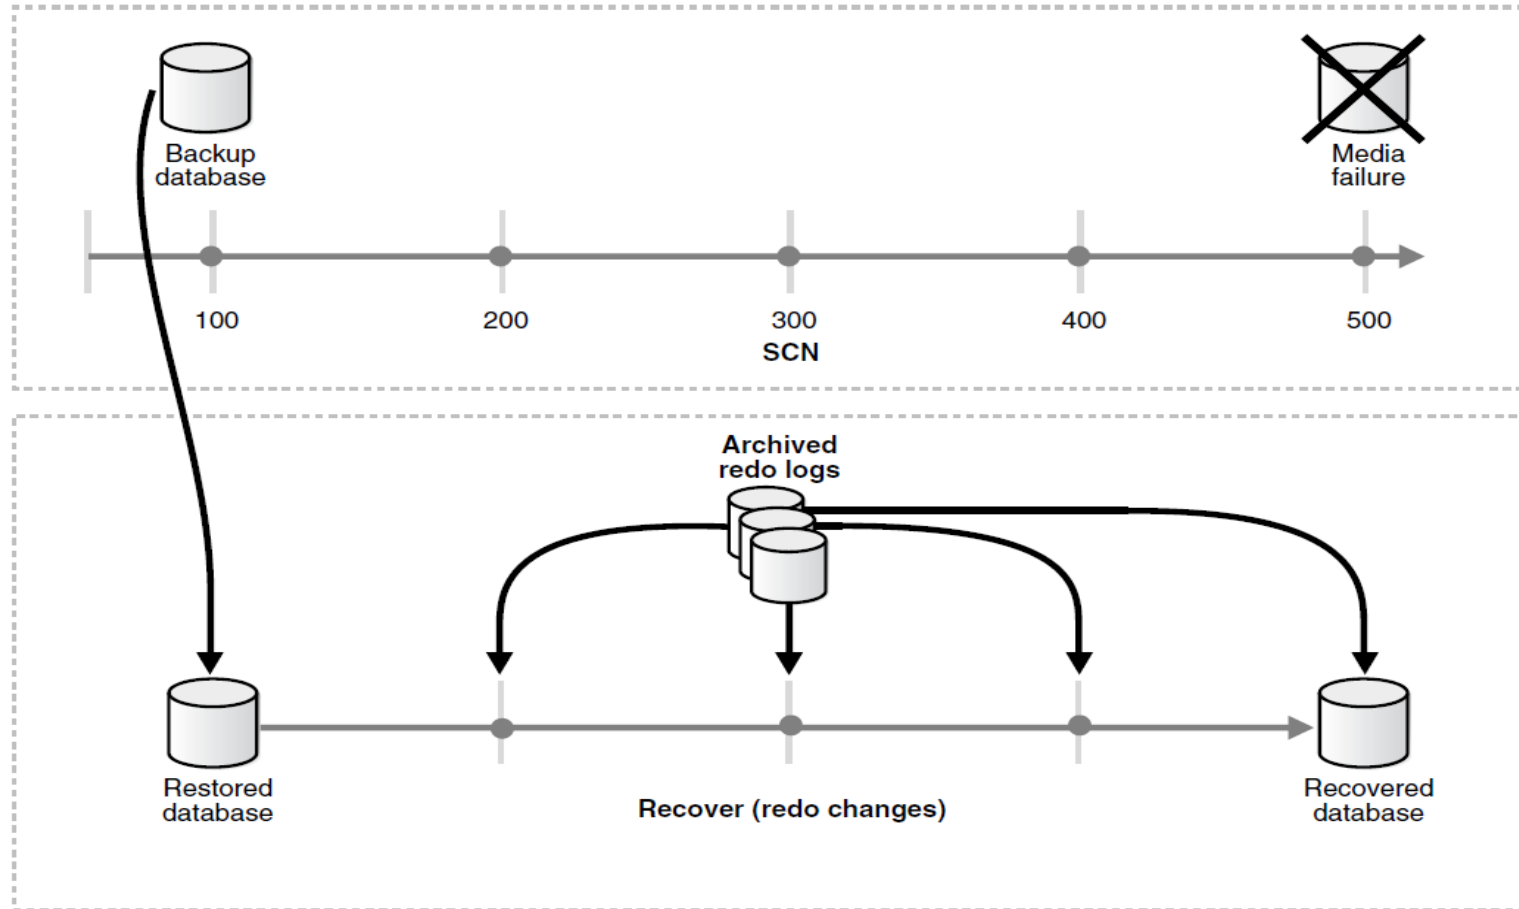 Backup
database
Media
failure
100
200
300
400
500
SCN
Archived
redo logs
Restored
database
Recover (redo changes)
Recovered
database